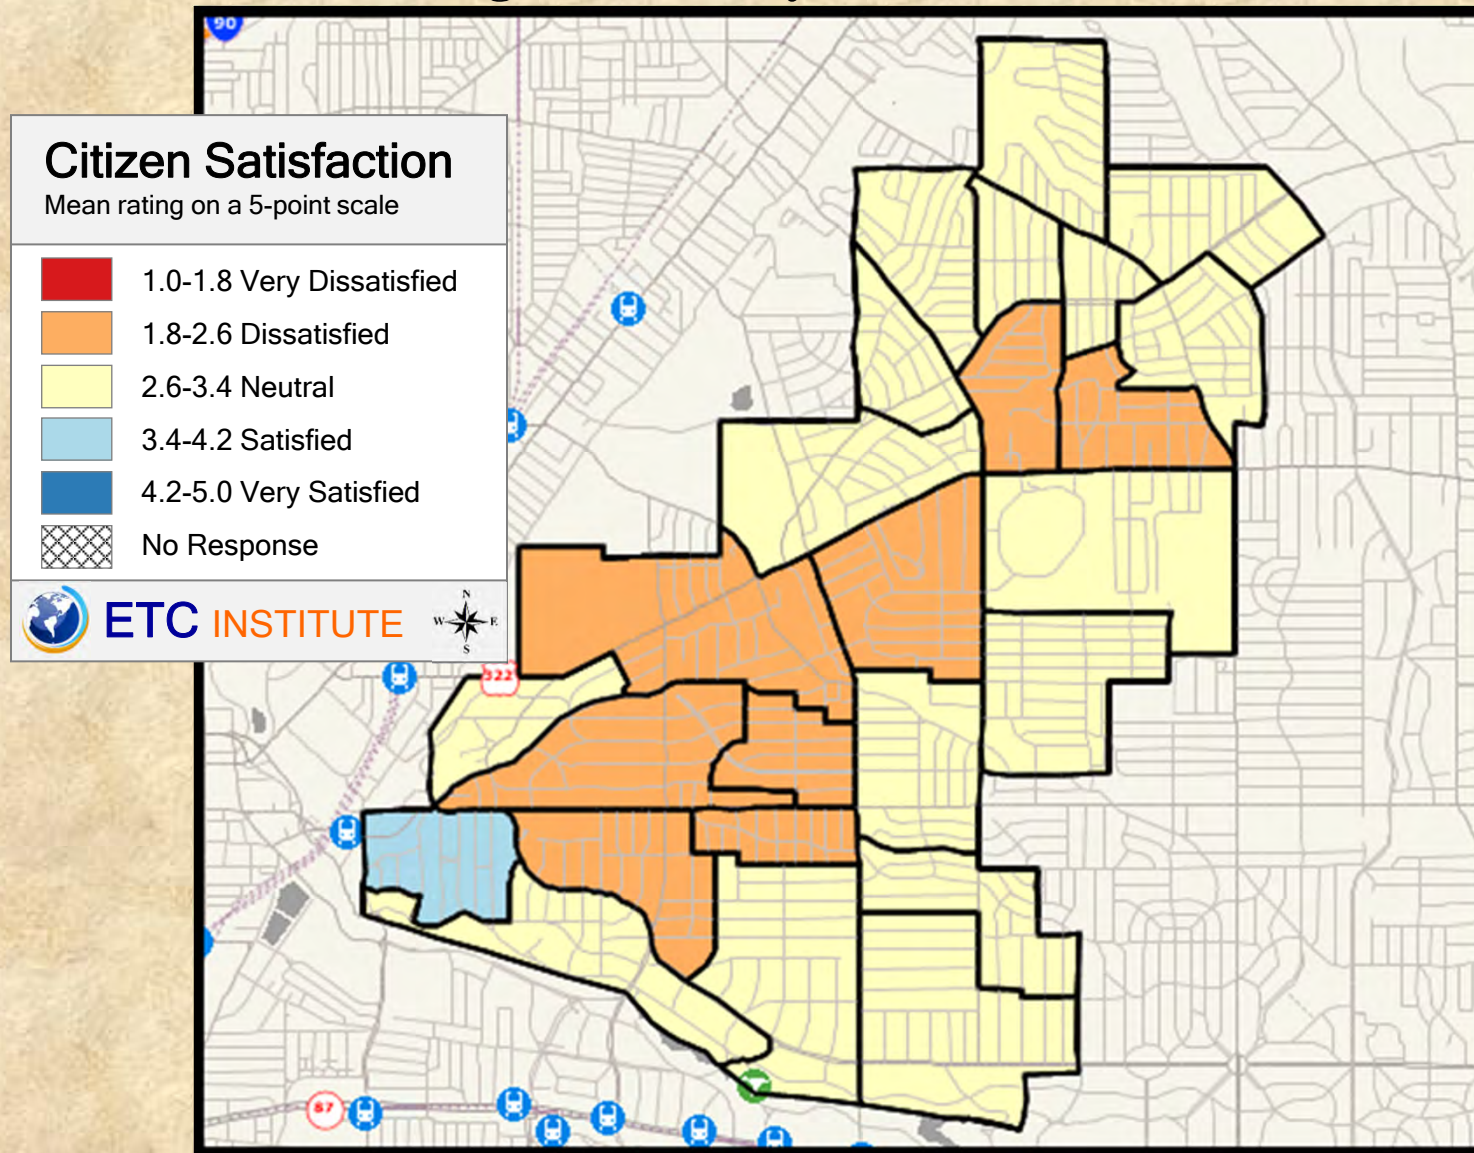 90
Citizen Satisfaction
Mean rating on a 5-point scale
1.0-1.8 Very Dissatisfied
1.8-2.6 Dissatisfied
2.6-3.4 Neutral
3.4-4.2 Satisfied
4.2-5.0 Very Satisfied
No Response
ETC INSTITUTE
N
W E
S
322
87